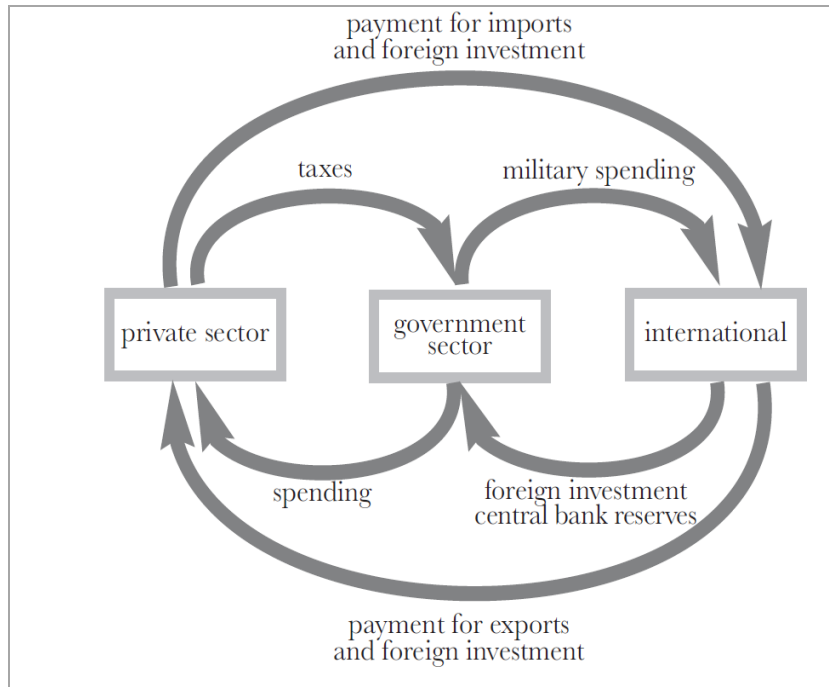 payment for imports
and foreign investment
taxes
military spending
private sector
government
sector
international
spending
foreign investment
central bank reserves
payment for exports
and foreign investment